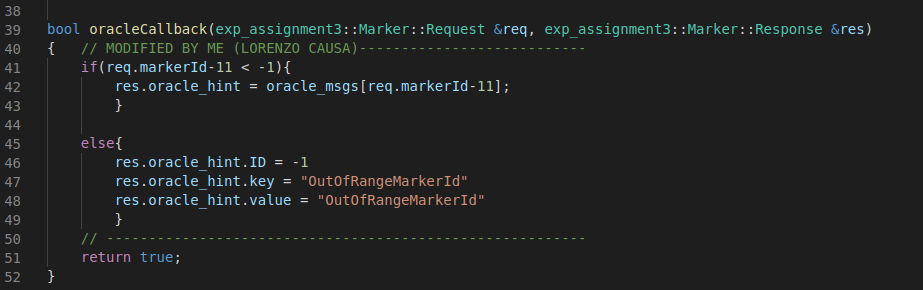 38
39 bool oracleCallback(exp_assignment3::Marker::Request &req, exp_assignment3::Marker::Response &res)
40 {   // MODIFIED BY ME (LORENZO CAUSA)---------------------------
41     if(req.markerId-11 < -1){
42         res.oracle_hint = oracle_msgs[req.markerId-11];
43         }
44
45     else{
46         res.oracle_hint.ID = -1
47         res.oracle_hint.key = "OutOfRangeMarkerId"
48         res.oracle_hint.value = "OutOfRangeMarkerId"
49         }
50     // ---------------------------------------------------------
51     return true;
52 }